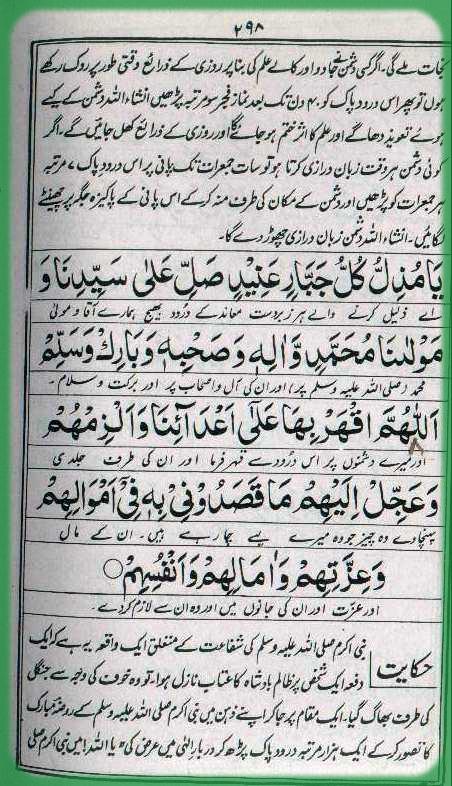 ۲۹۸
نجات ملے گی۔ اگر کسی دشمن نے جادو اور کالے علم کی بنا پر روزی کے ذرائع وقتی طور پر روک رکھے
ہوں تو پھر اس درود پاک کو ۴۰ دن تک بعد نماز فجر سو مرتبہ پڑھیں انشاء اللہ دشمن کے کیے
ہوئے تعویذ دھاگے اور علم کا اثر ختم ہو جائے گا اور روزی کے ذرائع کھل جائیں گے۔ اگر
کوئی دشمن ہر وقت زبان درازی کرتا ہو تو سات جمعرات تک پانی پر اس درود پاک ۷ مرتبہ
ہر جمعرات کو پڑھیں اور دشمن کے مکان کی طرف منہ کر کے اس پانی کے پاکیزہ جگہ پر چھینٹے
لگائیں۔ انشاء اللہ دشمن زبان درازی چھوڑ دے گا۔
يَا مُذِلَّ كُلِّ جَبَّارٍ عَنِيْدٍ صَلِّ عَلٰى سَيِّدِنَا وَ
اے ذلیل کرنے والے ہر زبردست معاند کے درود بھیج ہمارے آقا و مولیٰ
مَوْلٰنَا مُحَمَّدٍ وَّاٰلِهٖ وَصَحْبِهٖ وَبَارِكْ وَسَلِّمْ
محمد (صلی اللہ علیہ وسلم پر) اور ان کی آل و اصحاب پر اور برکت و سلام۔
اَللّٰهُمَّ اقْهَرْ بِهَا عَلٰٓى اَعْدَآئِنَا وَاَلْزِمْهُمْ
اور میرے دشمنوں پر اس درود سے قہر فرما اور ان کی طرف جلدی
وَعَجِّلْ اِلَيْهِمْ مَا قَصَدُوْنِيْ بِهٖ فِيْٓ اَمْوَالِهِمْ
پہنچا دے وہ چیز جو وہ میرے لیے چاہ رہے ہیں۔ ان کے مال
وَعِزَّتِهِمْ وَاٰمَالِهِمْ وَاَنْفُسِهِمْ ○
اور عزت اور ان کی جانوں میں اور وہ ان سے لازم کر دے۔
حکایت نبی اکرم صلی اللہ علیہ وسلم کی شفاعت کے متعلق ایک واقعہ یہ ہے کہ ایک
دفعہ ایک شخص پر ظالم بادشاہ کا عتاب نازل ہوا۔ تو وہ خوف کی وجہ سے جنگل
کی طرف بھاگ گیا۔ ایک مقام پر جا کر اپنے ذہن میں نبی اکرم صلی اللہ علیہ وسلم کے روضہ مبارک
کا تصور کر کے ایک ہزار مرتبہ درود پاک پڑھ کر دربار الٰہی میں عرض کی "یا اللہ! میں نبی اکرم صلی